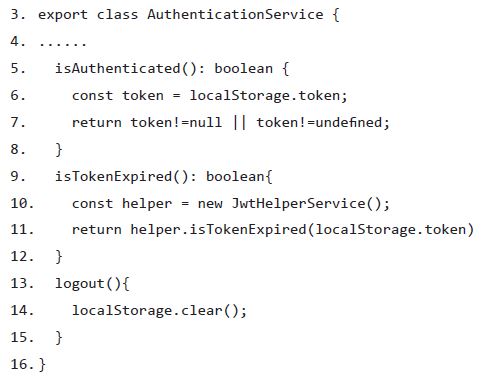 3. export class AuthenticationService {
4. ......
5.   isAuthenticated(): boolean {
6.     const token = localStorage.token;
7.     return token!=null || token!=undefined;
8.   }
9.   isTokenExpired(): boolean{
10.     const helper = new JwtHelperService();
11.     return helper.isTokenExpired(localStorage.token)
12.   }
13.   logout(){
14.     localStorage.clear();
15.   }
16. }